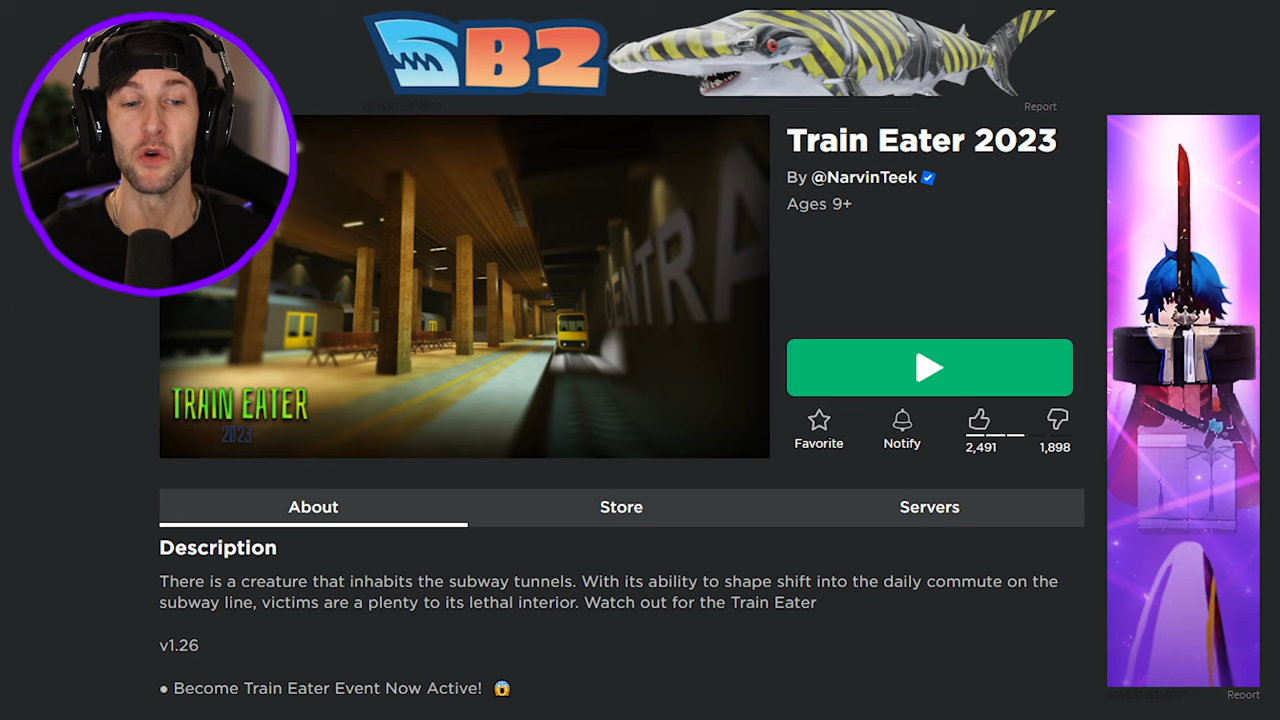 B2
ADVERTISEMENT
Report
Train Eater 2023
By @NarvinTeek
Ages 9+
CENTRA
TRAIN EATER
2023
Favorite
Notify
2,491
1,898
About
Store
Servers
Description
There is a creature that inhabits the subway tunnels. With its ability to shape shift into the daily commute on the
subway line, victims are a plenty to its lethal interior. Watch out for the Train Eater
v1.26
● Become Train Eater Event Now Active! 😱
ADVERTISEMENT
Report